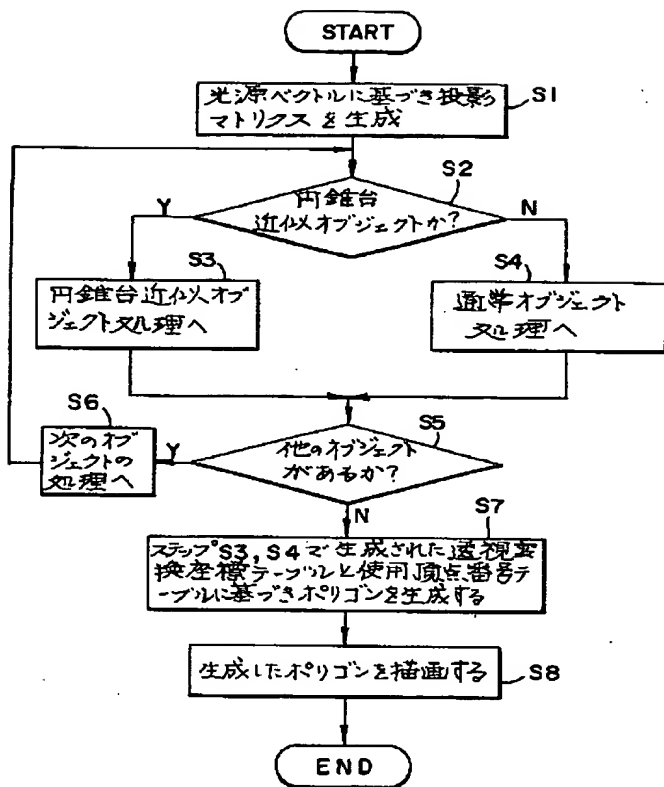 START
光源ベクトルに基づき投影
マトリクスを生成
S1
S2
円錐台
近似オブジェクトか?
Y
N
S3
円錐台近似オブ
ジェクト処理へ
S4
通常オブジェクト
処理へ
S5
他のオブジェクト
があるか?
Y
N
S6
次のオブ
ジェクトの
処理へ
S7
ステップS3,S4で生成された透視変
換座標テーブルと使用頂点番号テ
ーブルに基づきポリゴンを生成する
生成したポリゴンを描画する
S8
END